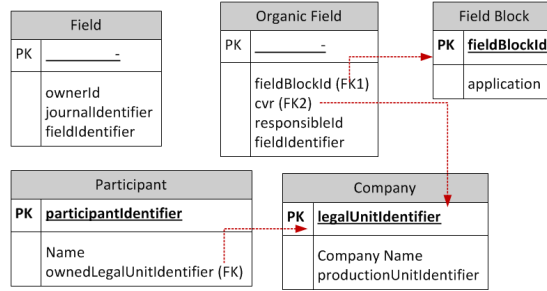 Field
PK -
ownerId
journalIdentifier
fieldIdentifier
Organic Field
PK -
fieldBlockId (FK1)
cvr (FK2)
responsibleId
fieldIdentifier
Field Block
PK fieldBlockId
application
Participant
PK participantIdentifier
Name
ownedLegalUnitIdentifier (FK)
Company
PK legalUnitIdentifier
Company Name
productionUnitIdentifier